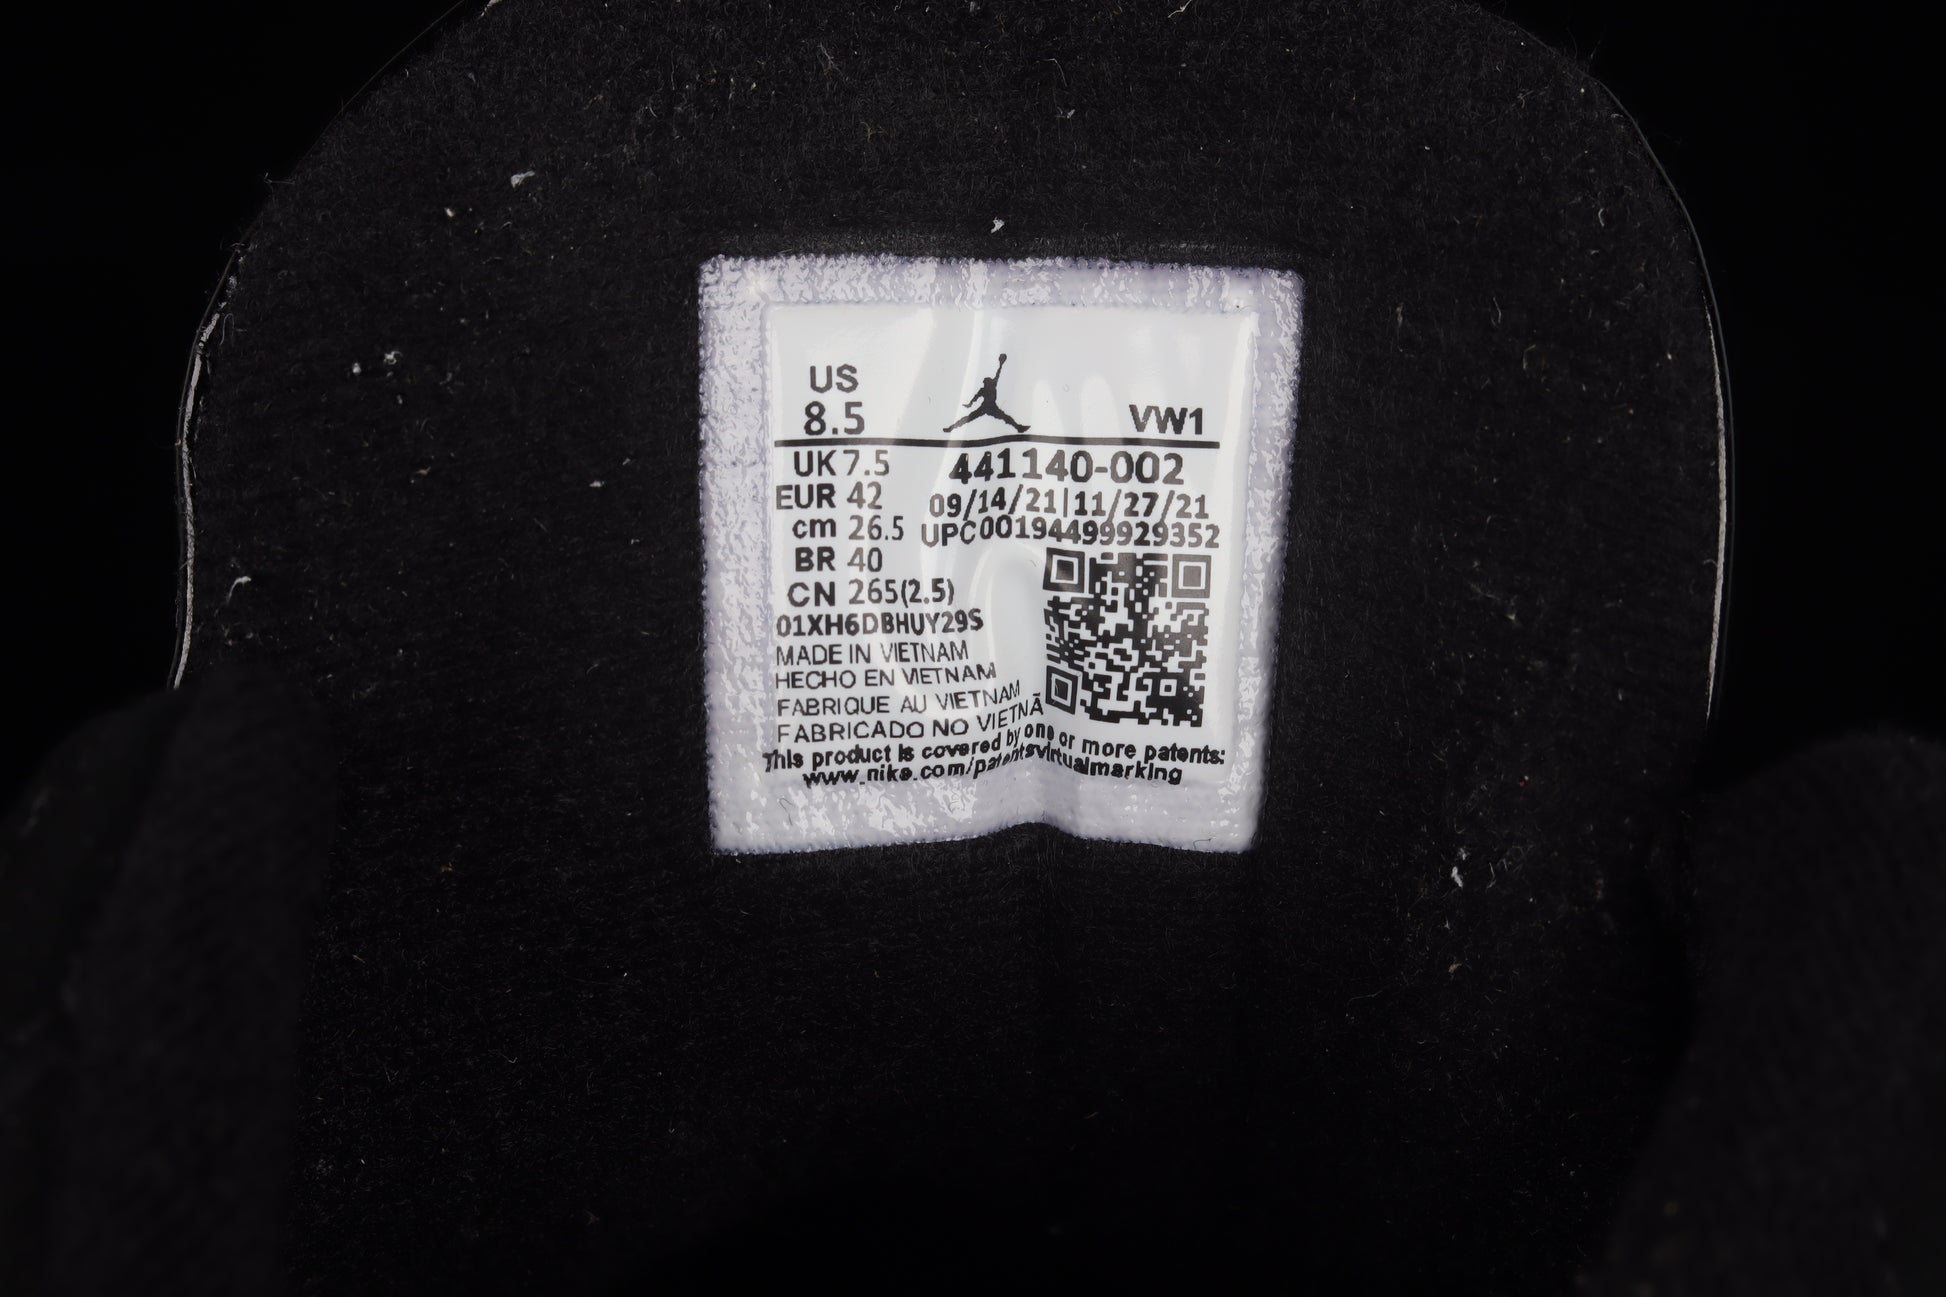 US
8.5 VW1
UK 7.5 441140-002
EUR 42 09/14/21|11/27/21
cm 26.5 UPC00194499929352
BR 40
CN 265(2.5)
01XH6DBHUY29S
MADE IN VIETNAM
HECHO EN VIETNAM
FABRIQUE AU VIETNAM
FABRICADO NO VIETNÃ
This product is covered by one or more patents:
www.nike.com/patentsvirtualmarking